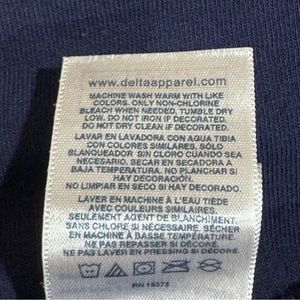 www.deltaapparel.com
MACHINE WASH WARM WITH LIKE
COLORS. ONLY NON-CHLORINE
BLEACH WHEN NEEDED. TUMBLE DRY
LOW. DO NOT IRON IF DECORATED.
DO NOT DRY CLEAN IF DECORATED.
LAVAR EN LAVADORA CON AGUA TIBIA
CON COLORES SIMILARES, SÓLO
BLANQUEADOR SIN CLORO CUANDO SEA
NECESARIO. SECAR EN SECADORA A
BAJA TEMPERATURA. NO PLANCHAR SI
HAY DECORACIÓN.
NO LIMPIAR EN SECO SI HAY DECORADO.
LAVER EN MACHINE À L'EAU TIÈDE
AVEC COULEURS SIMILAIRES.
SEULEMENT AGENT DE BLANCHIMENT
SANS CHLORE SI NÉCESSAIRE. SÉCHER
EN MACHINE À BASSE TEMPÉRATURE.
NE PAS REPASSER SI DÉCORÉ.
NE PAS NETTOYER À SEC SI DÉCORÉ.
RN 15373